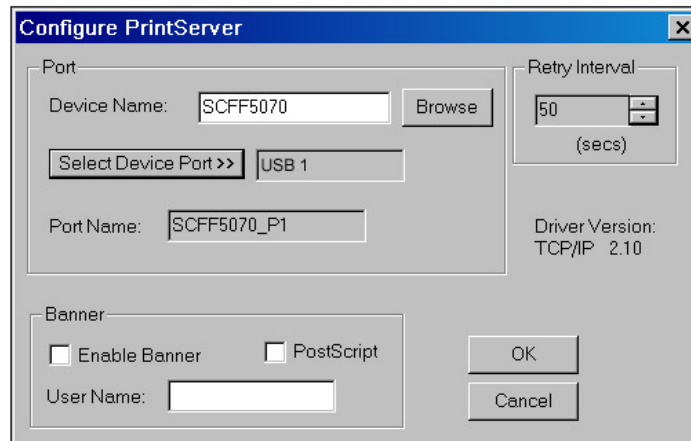 Configure PrintServer
Port
Device Name: SCFF5070 Browse
Select Device Port >> USB 1
Port Name: SCFF5070_P1
Retry Interval
50
(secs)
Driver Version:
TCP/IP 2.10
Banner
Enable Banner PostScript
User Name:
OK
Cancel